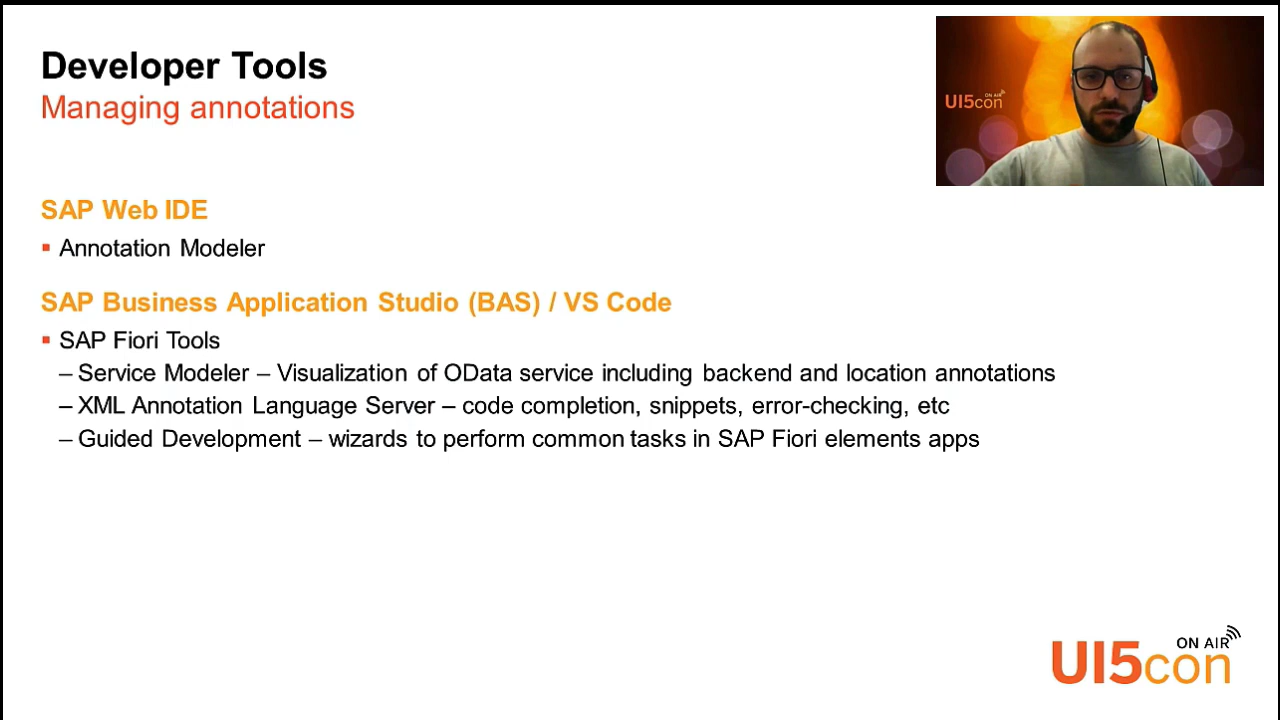 Developer Tools
Managing annotations
ON AIR
UI5con
SAP Web IDE
Annotation Modeler
SAP Business Application Studio (BAS) / VS Code
SAP Fiori Tools
– Service Modeler – Visualization of OData service including backend and location annotations
– XML Annotation Language Server – code completion, snippets, error-checking, etc
– Guided Development – wizards to perform common tasks in SAP Fiori elements apps
ON AIR
UI5con